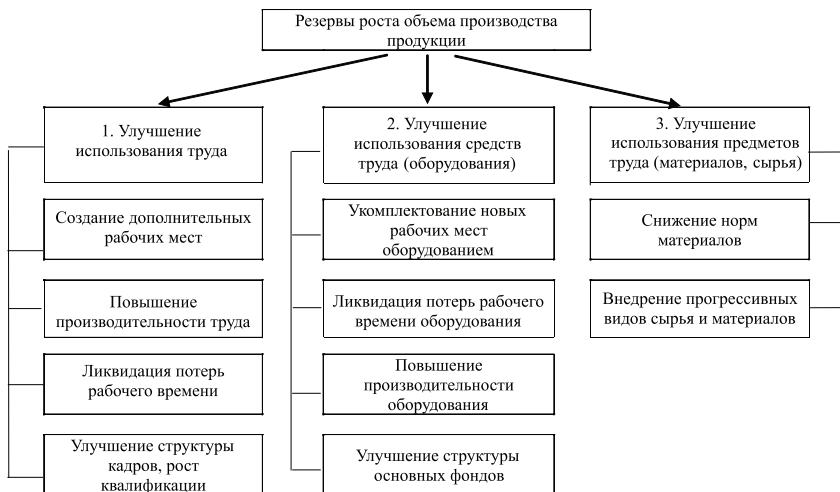 Резервы роста объема производства
продукции
1. Улучшение
использования труда
Создание дополнительных
рабочих мест
Повышение
производительности труда
Ликвидация потерь
рабочего времени
Улучшение структуры
кадров, рост
квалификации
2. Улучшение
использования средств
труда (оборудования)
Укомплектование новых
рабочих мест
оборудованием
Ликвидация потерь рабочего
времени оборудования
Повышение
производительности
оборудования
Улучшение структуры
основных фондов
3. Улучшение
использования предметов
труда (материалов, сырья)
Снижение норм
материалов
Внедрение прогрессивных
видов сырья и материалов